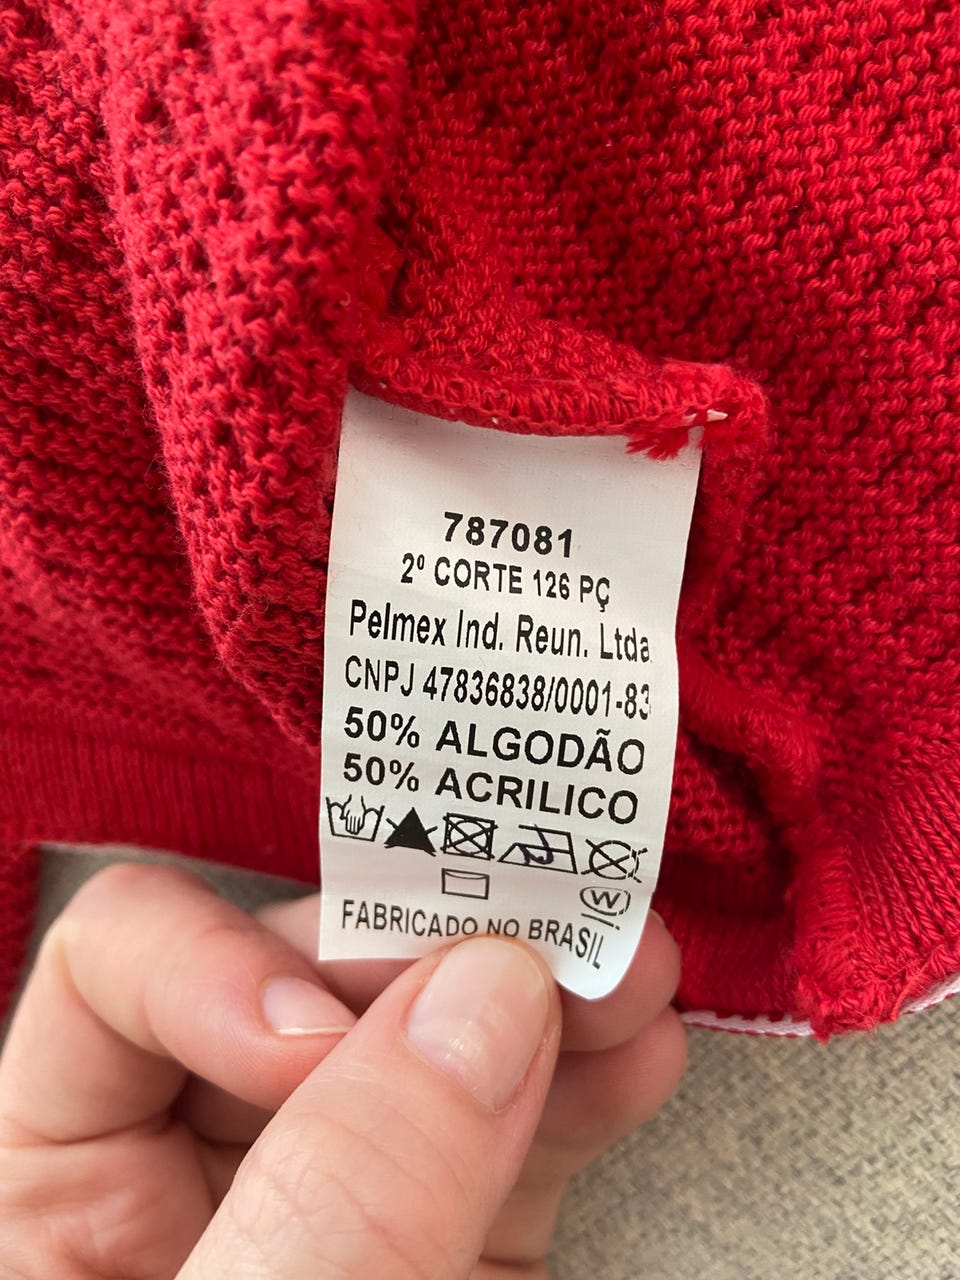 787081
2º CORTE 126 PÇ
Pelmex Ind. Reun. Ltda
CNPJ 47836838/0001-83
50% ALGODÃO
50% ACRILICO
W
FABRICADO NO BRASIL